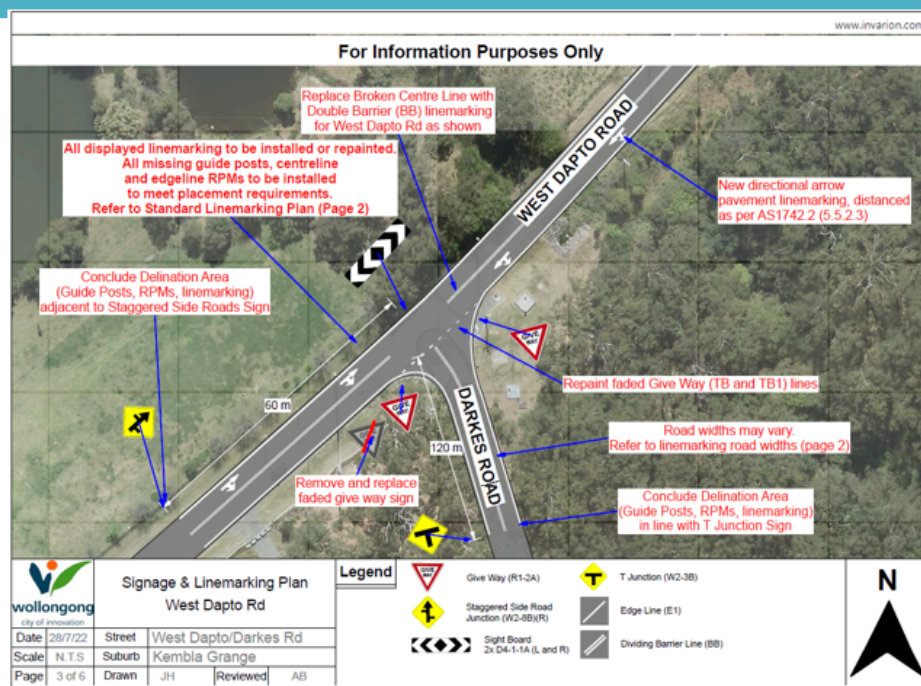 www.invarion.com
For Information Purposes Only
Replace Broken Centre Line with
Double Barrier (BB) linemarking
for West Dapto Rd as shown
WEST DAPTO ROAD
All displayed linemarking to be installed or repainted.
All missing guide posts, centreline
and edgeline RPMs to be installed
to meet placement requirements.
Refer to Standard Linemarking Plan (Page 2)
New directional arrow
pavement linemarking, distanced
as per AS1742.2 (5.5.2.3)
Conclude Delination Area
(Guide Posts, RPMs, linemarking)
adjacent to Staggered Side Roads Sign
GIVE WAY
Repaint faded Give Way (TB and TB1) lines
60 m
GIVE WAY
120 m
DARKES ROAD
Road widths may vary.
Refer to linemarking road widths (page 2)
Remove and replace
faded give way sign
Conclude Delination Area
(Guide Posts, RPMs, linemarking)
in line with T Junction Sign
wollongong
city of innovation
Signage & Linemarking Plan
West Dapto Rd
Date 28/7/22 Street West Dapto/Darkes Rd
Scale N.T.S Suburb Kembla Grange
Page 3 of 6 Drawn JH Reviewed AB
Legend
GIVE WAY
Give Way (R1-2A)
T Junction (W2-3B)
Staggered Side Road
Junction (W2-8B)(R)
Edge Line (E1)
Sight Board
2x D4-1-1A (L and R)
Dividing Barrier Line (BB)
N